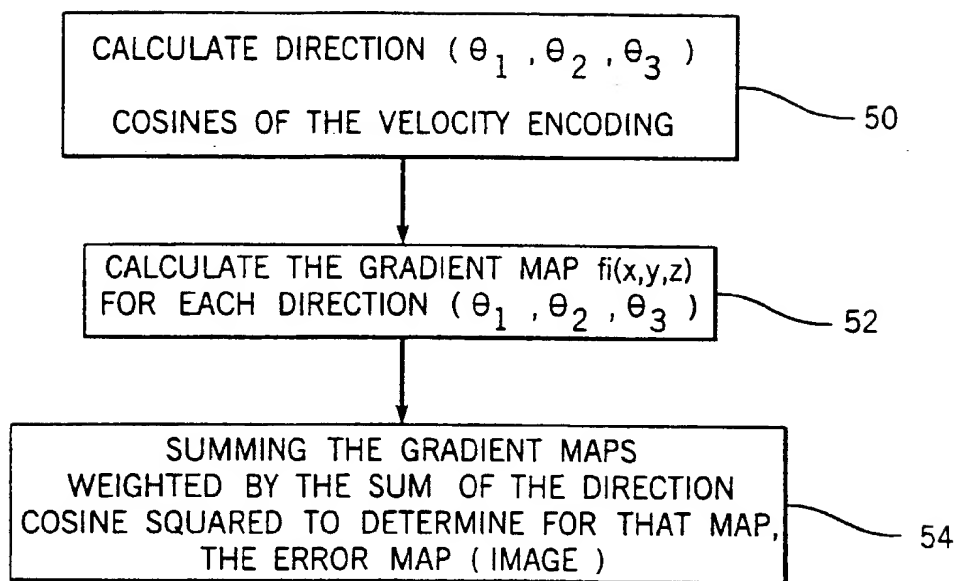 CALCULATE DIRECTION ( θ1 , θ2 , θ3 )
COSINES OF THE VELOCITY ENCODING
50
CALCULATE THE GRADIENT MAP fi(x,y,z)
FOR EACH DIRECTION ( θ1 , θ2 , θ3 )
52
SUMMING THE GRADIENT MAPS
WEIGHTED BY THE SUM OF THE DIRECTION
COSINE SQUARED TO DETERMINE FOR THAT MAP,
THE ERROR MAP ( IMAGE )
54